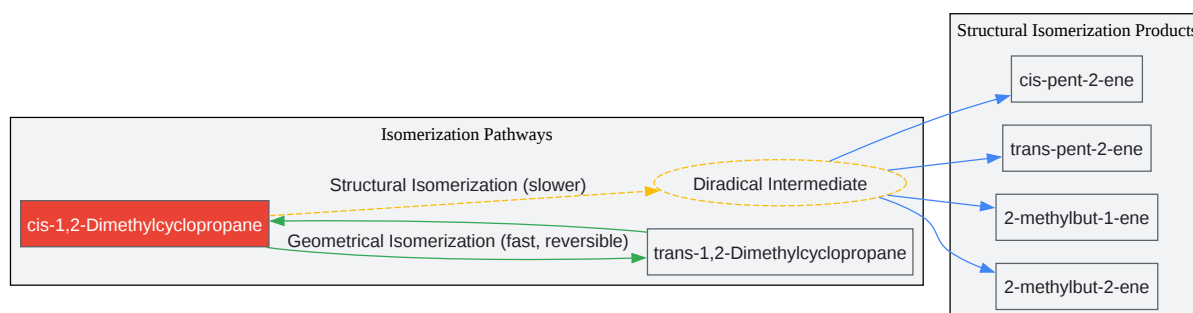 Structural Isomerization Products
cis-pent-2-ene
Isomerization Pathways
trans-pent-2-ene
Structural Isomerization (slower)
Diradical Intermediate
2-methylbut-1-ene
cis-1,2-Dimethylcyclopropane
Geometrical Isomerization (fast, reversible)
trans-1,2-Dimethylcyclopropane
2-methylbut-2-ene